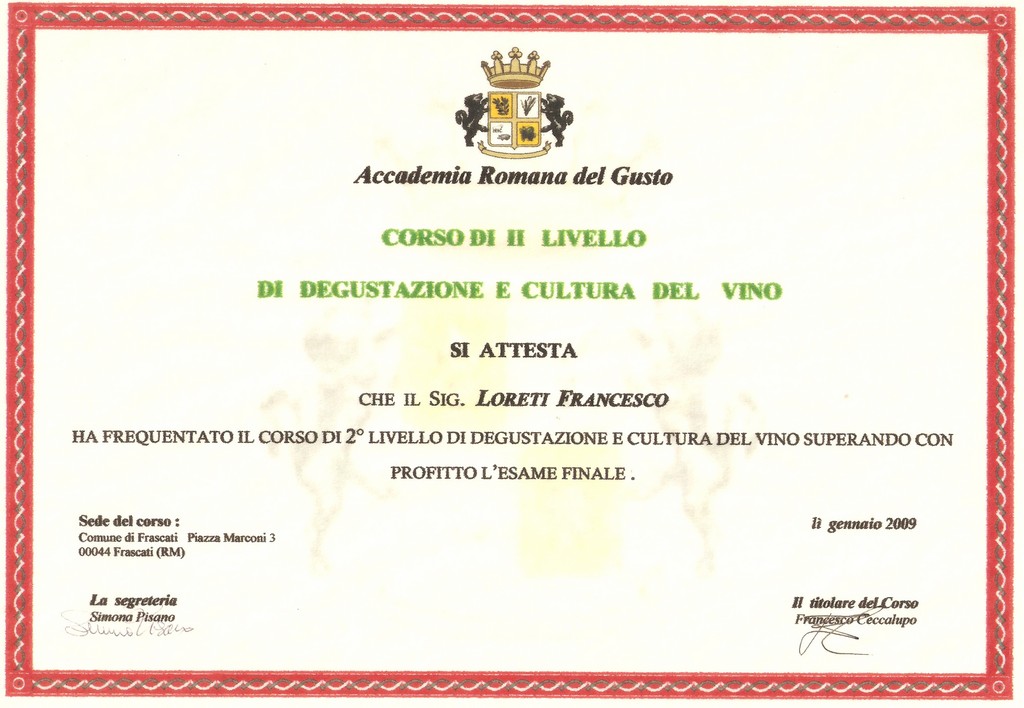 Accademia Romana del Gusto
CORSO DI II LIVELLO
DI DEGUSTAZIONE E CULTURA DEL VINO
SI ATTESTA
CHE IL SIG. LORETI FRANCESCO
HA FREQUENTATO IL CORSO DI 2° LIVELLO DI DEGUSTAZIONE E CULTURA DEL VINO SUPERANDO CON
PROFITTO L'ESAME FINALE .
Sede del corso :
Comune di Frascati Piazza Marconi 3
00044 Frascati (RM)
lì gennaio 2009
La segreteria
Simona Pisano
Il titolare del Corso
Francesco Ceccalupo